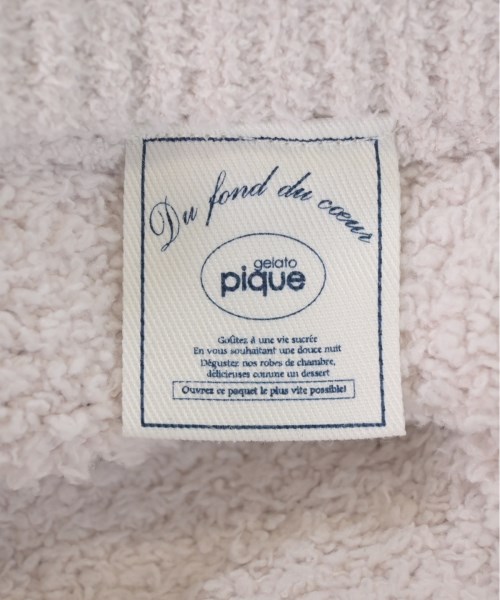 Du fond du cœur
gelato
pique
Goûtez à une vie sucrée
En vous souhaitant une douce nuit
Dégustez nos robes de chambre,
délicieuses comme un dessert
Ouvrez ce paquet le plus vite possible!